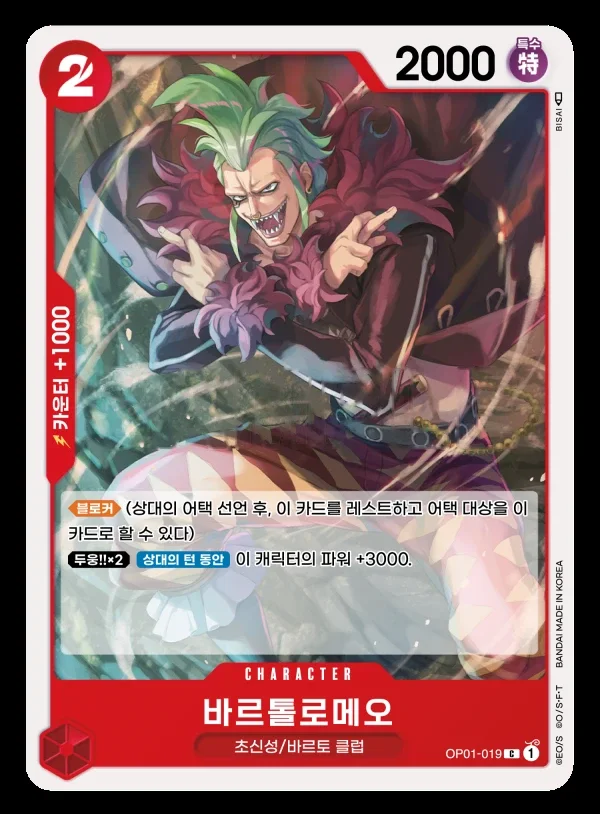 2
2000
특수
特
BISAI
카운터 +1000
블로커 (상대의 어택 선언 후, 이 카드를 레스트하고 어택 대상을 이
카드로 할 수 있다)
두웅!!×2 상대의 턴 동안 이 캐릭터의 파워 +3000.
CHARACTER
바르톨로메오
초신성/바르토 클럽
OP01-019 C 1
©EO/S ©O/S·F·T BANDAI MADE IN KOREA